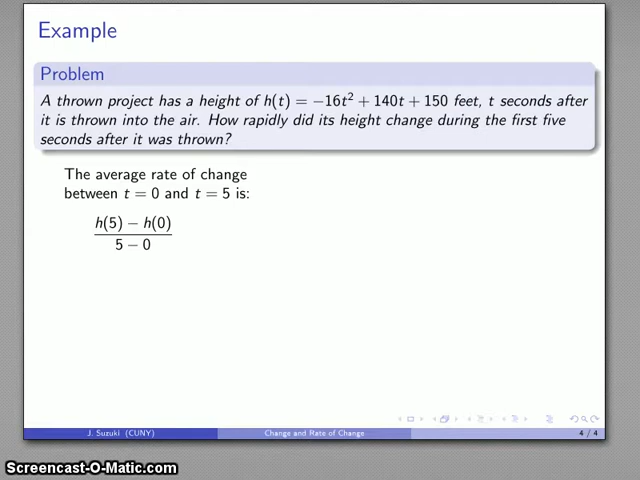 Example
Problem
A thrown project has a height of h(t) = −16t² + 140t + 150 feet, t seconds after
it is thrown into the air. How rapidly did its height change during the first five
seconds after it was thrown?
The average rate of change
between t = 0 and t = 5 is:
h(5) − h(0)
5 − 0
J. Suzuki (CUNY) Change and Rate of Change 4 / 4
Screencast-O-Matic.com